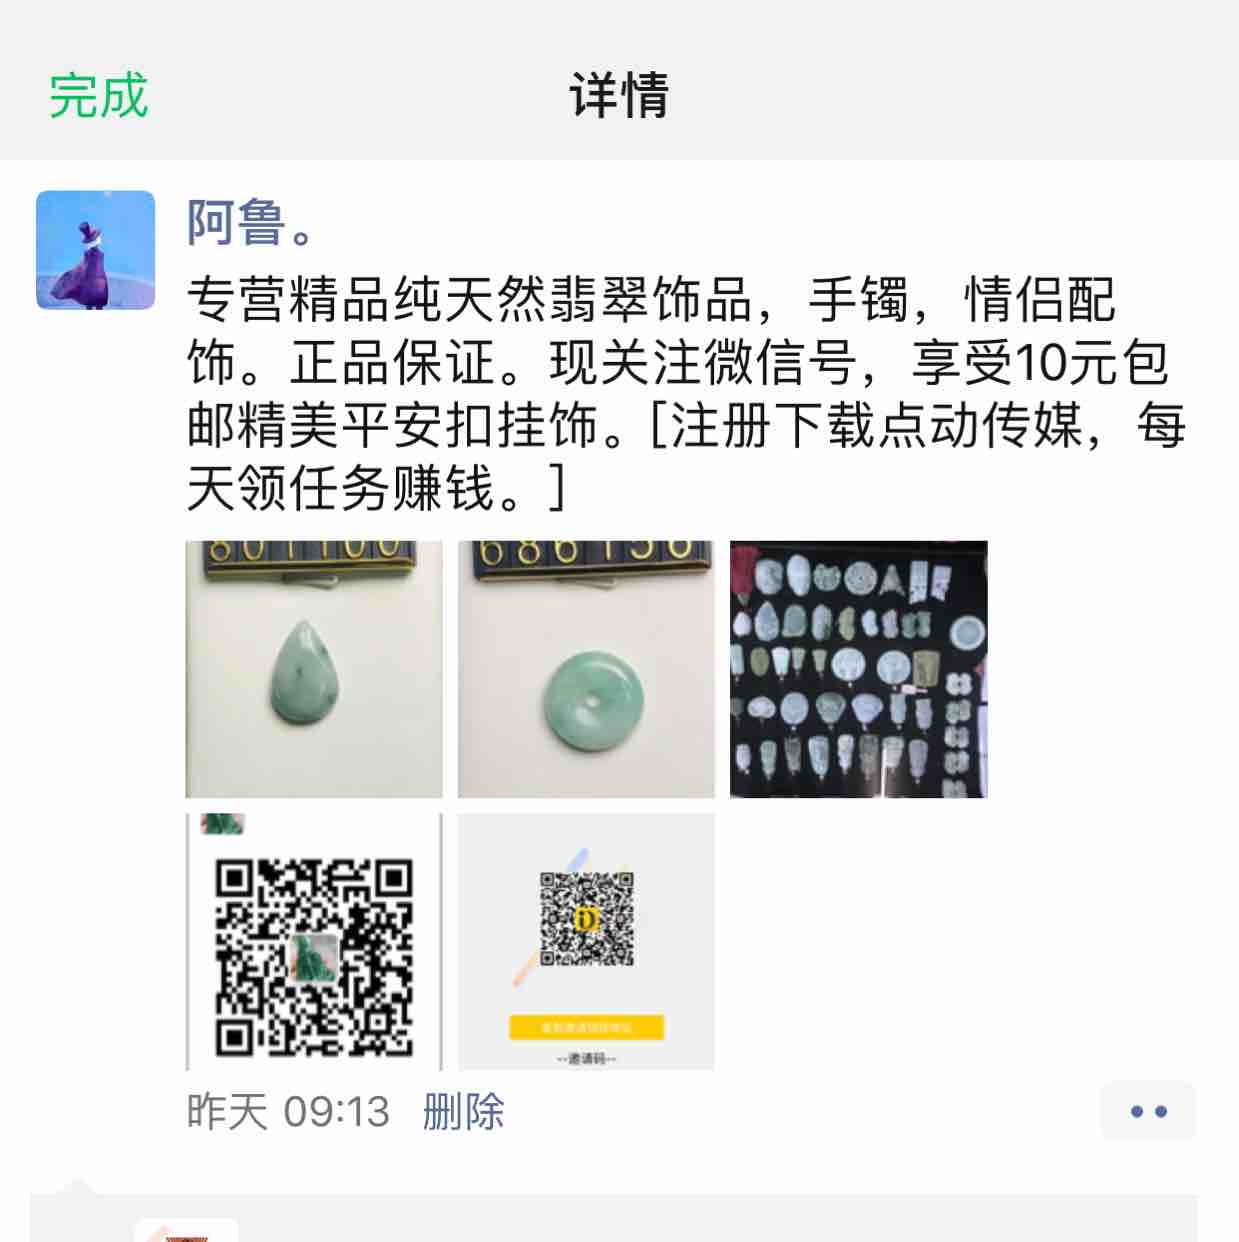 完成
详情
阿鲁。
专营精品纯天然翡翠饰品，手镯，情侣配
饰。正品保证。现关注微信号，享受10元包
邮精美平安扣挂饰。[注册下载点动传媒，每
天领任务赚钱。]
801100
686138
--邀请码--
昨天 09:13 删除